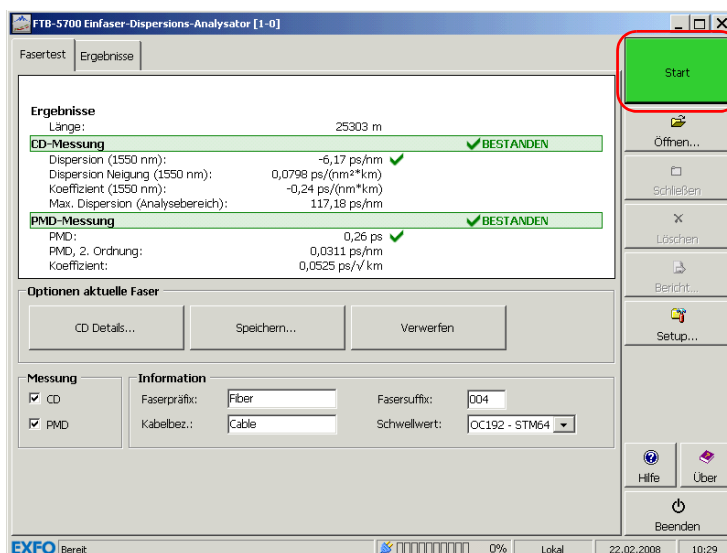 FTB-5700 Einfaser-Dispersions-Analysator [1-0]
Fasertest Ergebnisse
Ergebnisse
Länge: 25303 m
CD-Messung BESTANDEN
Dispersion (1550 nm): -6,17 ps/nm
Dispersion Neigung (1550 nm): 0,0798 ps/(nm²*km)
Koeffizient (1550 nm): -0,24 ps/(nm*km)
Max. Dispersion (Analysebereich): 117,18 ps/nm
PMD-Messung BESTANDEN
PMD: 0,26 ps
PMD, 2. Ordnung: 0,0311 ps/nm
Koeffizient: 0,0525 ps/√km
Optionen aktuelle Faser
CD Details... Speichern... Verwerfen
Messung
CD
PMD
Information
Faserpräfix: Fiber Fasersuffix: 004
Kabelbez.: Cable Schwellwert: OC192 - STM64
Start
Öffnen...
Schließen
Löschen
Bericht...
Setup...
Hilfe Über
Beenden
EXFO Bereit 0% Lokal 22.02.2008 10:29